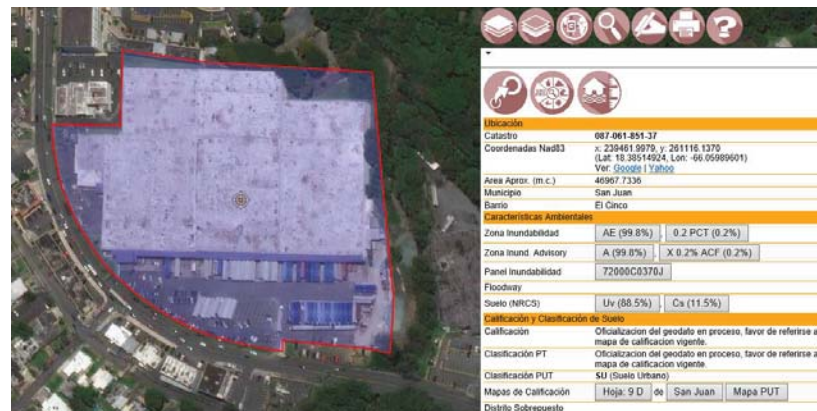 Ubicación
Catastro 087-061-851-37
Coordenadas Nad83 x: 239461.9979, y: 261116.1370
(Lat: 18.38514924, Lon: -66.05989601)
Ver: Google | Yahoo
Area Aprox. (m.c.) 46967.7336
Municipio San Juan
Barrio El Cinco
Características Ambientales
Zona Inundabilidad AE (99.8%) , 0.2 PCT (0.2%)
Zona Inund. Advisory A (99.8%) , X 0.2% ACF (0.2%)
Panel Inundabilidad 72000C0370J
Floodway
Suelo (NRCS) Uv (88.5%) , Cs (11.5%)
Calificación y Clasificación de Suelo
Calificación Oficializacion del geodato en proceso, favor de referirse a
mapa de calificacion vigente.
Clasificación PT Oficializacion del geodato en proceso, favor de referirse a
mapa de calificacion vigente.
Clasificación PUT SU (Suelo Urbano)
Mapas de Calificación Hoja: 9 D de San Juan Mapa PUT
Distrito Sobrepuesto